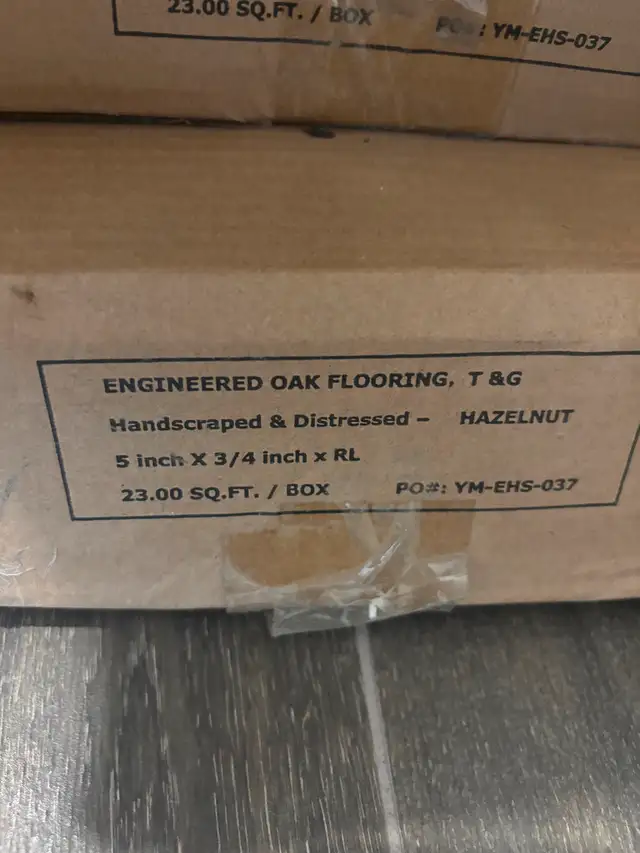 23.00 SQ.FT. / BOX PO#: YM-EHS-037
ENGINEERED OAK FLOORING, T &G
Handscraped & Distressed – HAZELNUT
5 inch X 3/4 inch x RL
23.00 SQ.FT. / BOX PO#: YM-EHS-037